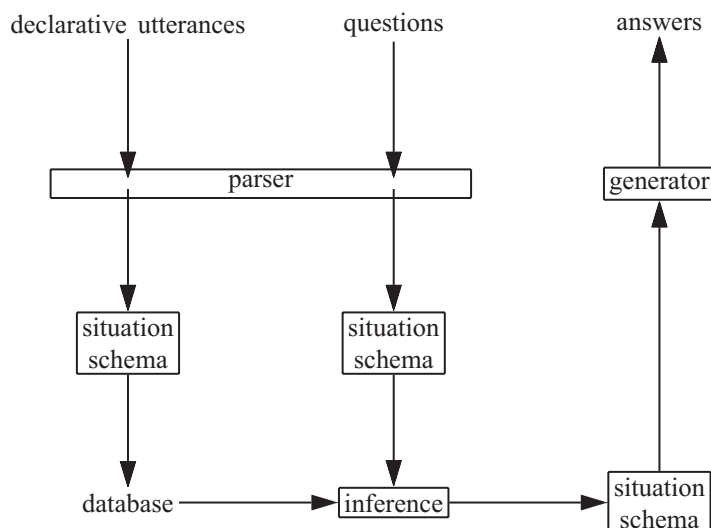 declarative utterances questions answers
parser generator
situation schema
situation schema
database inference
situation schema